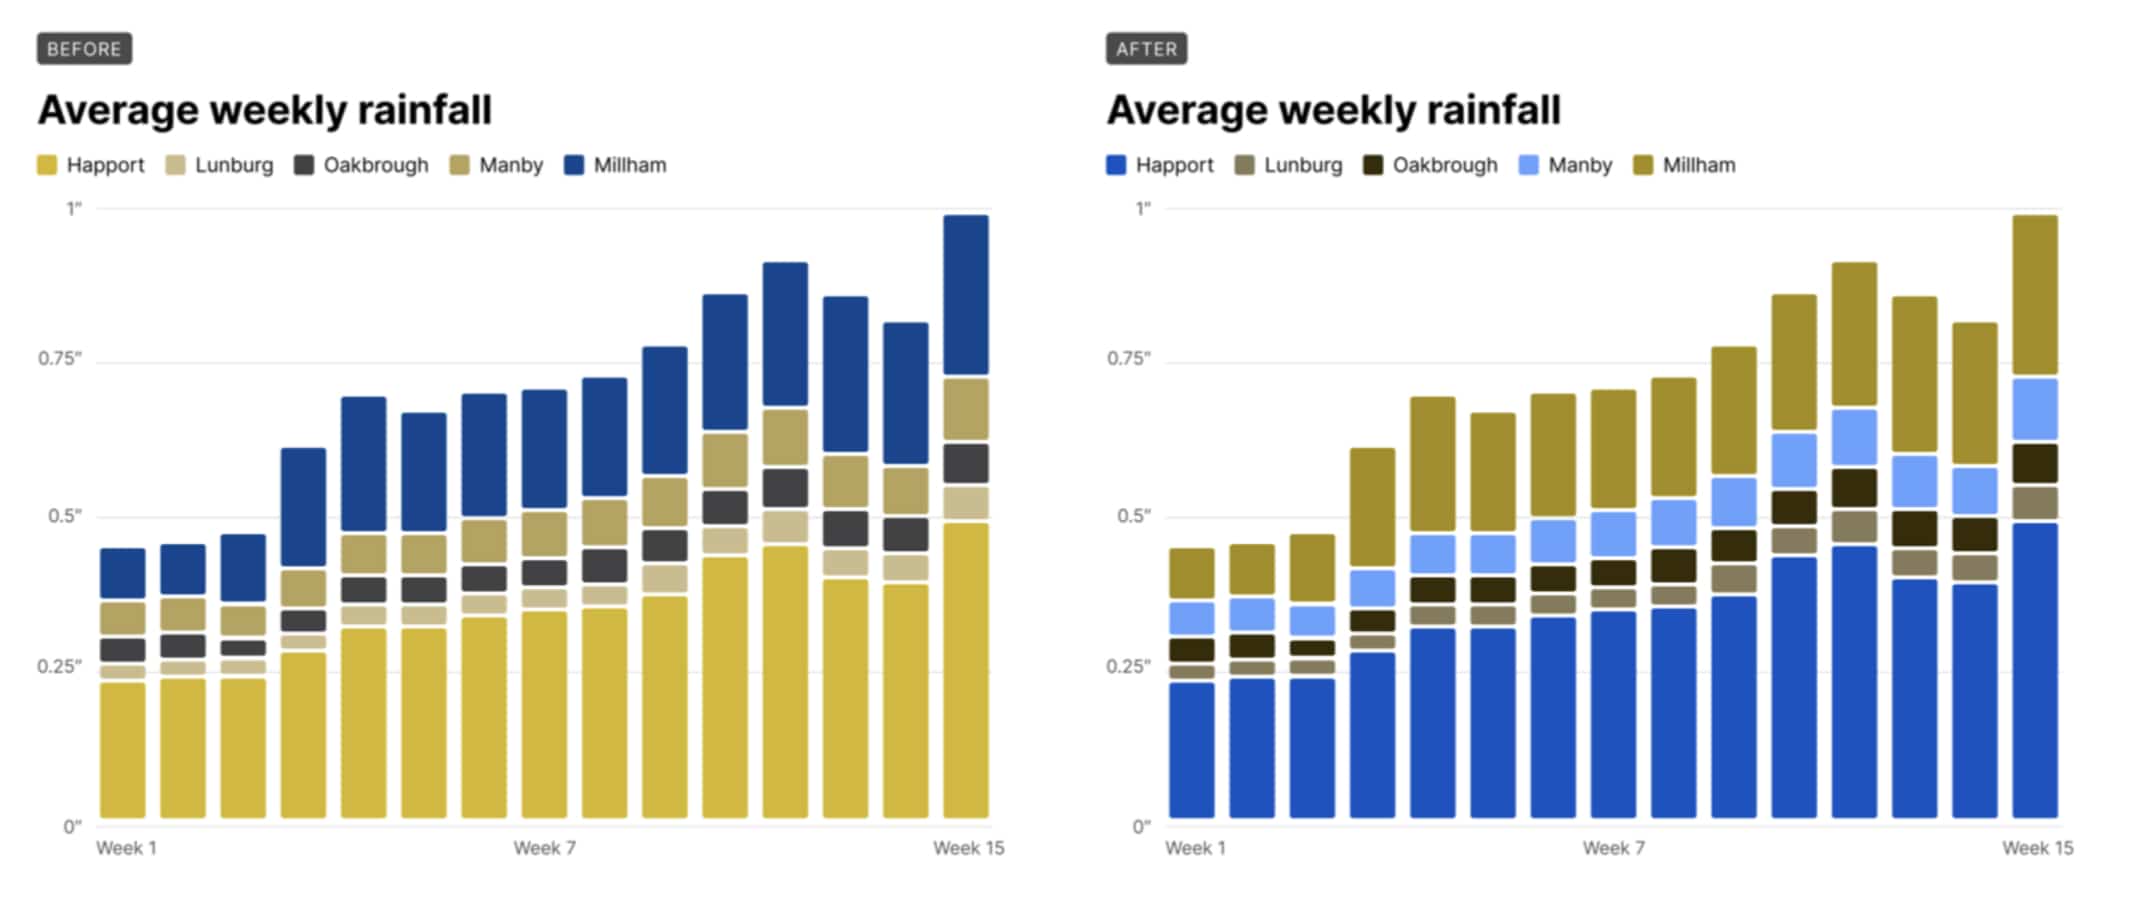 BEFORE
Average weekly rainfall
Happort Lunburg Oakbrough Manby Millham
1"
0.75"
0.5"
0.25"
0"
Week 1 Week 7 Week 15
AFTER
Average weekly rainfall
Happort Lunburg Oakbrough Manby Millham
1"
0.75"
0.5"
0.25"
0"
Week 1 Week 7 Week 15